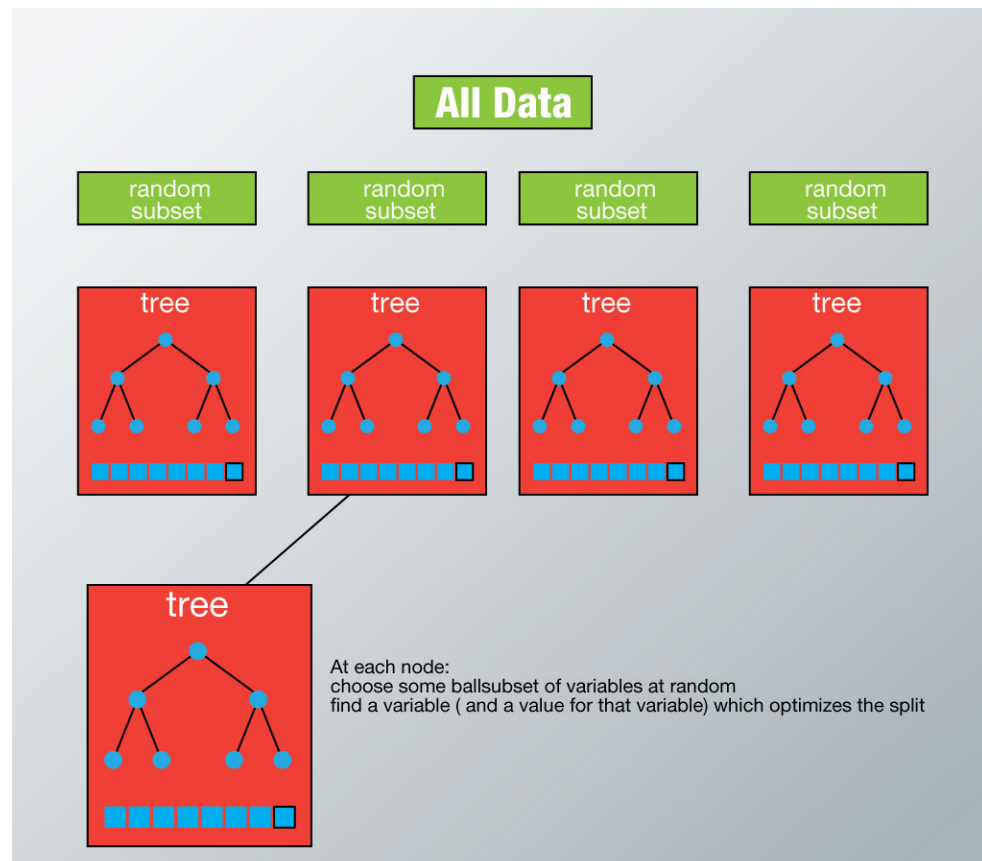 All Data
random
subset
random
subset
random
subset
random
subset
tree
tree
tree
tree
tree
At each node:
choose some ballsubset of variables at random
find a variable ( and a value for that variable) which optimizes the split